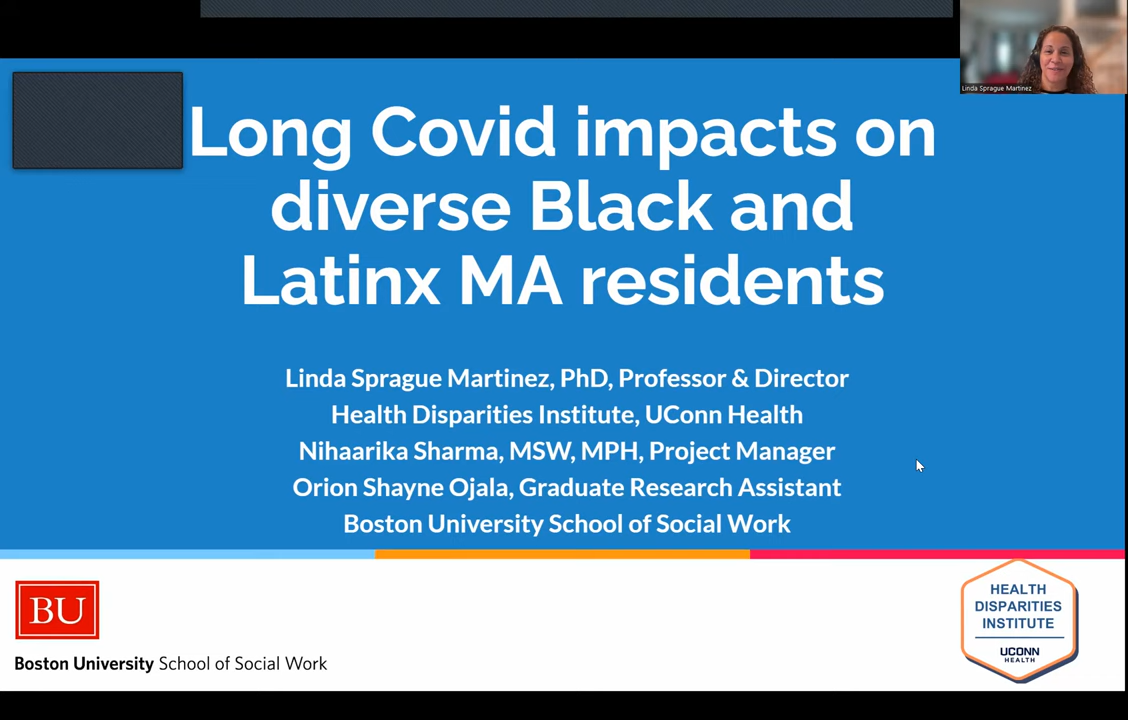 Linda Sprague Martinez
Long Covid impacts on
diverse Black and
Latinx MA residents
Linda Sprague Martinez, PhD, Professor & Director
Health Disparities Institute, UConn Health
Nihaarika Sharma, MSW, MPH, Project Manager
Orion Shayne Ojala, Graduate Research Assistant
Boston University School of Social Work
BU
Boston University School of Social Work
HEALTH
DISPARITIES
INSTITUTE
UCONN
HEALTH